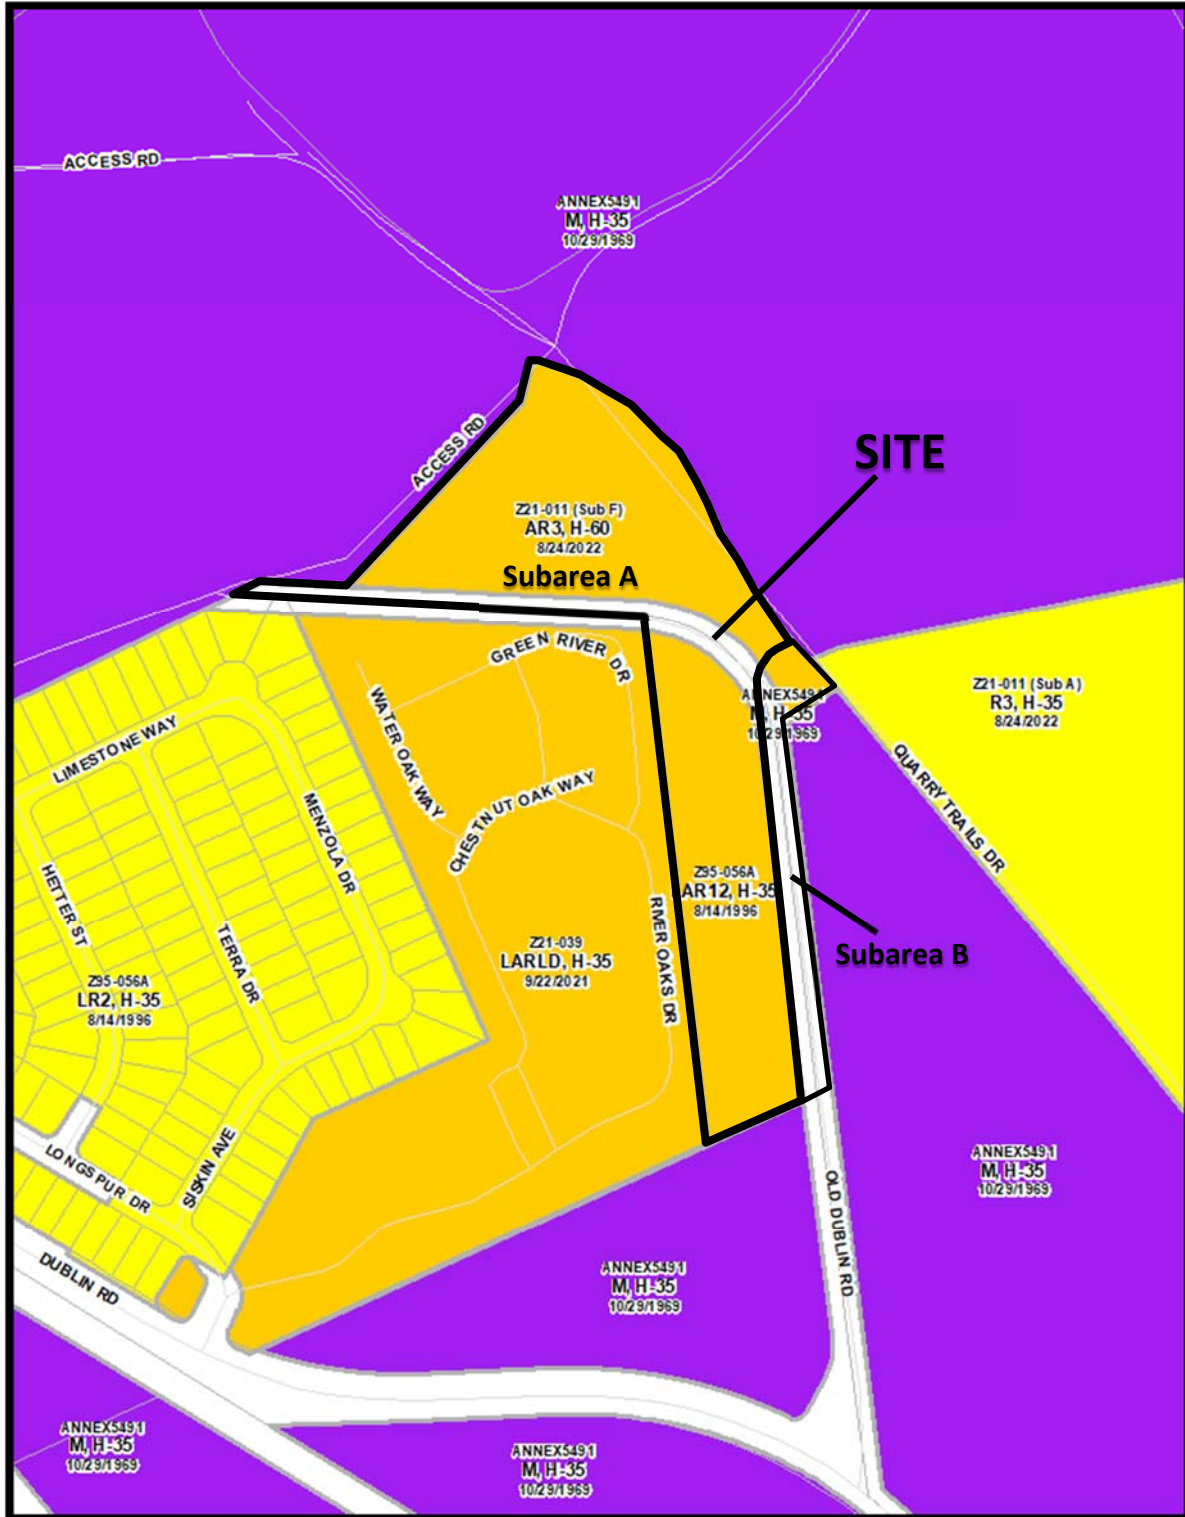 ACCESS RD
ANNEX5491
M, H-35
10/29/1969
ACCESS RD
SITE
Z21-011 (Sub F)
AR3, H-60
8/24/2022
Subarea A
GREEN RIVER DR
WATER OAK WAY
CHESTNUT OAK WAY
ANNEX5491
M, H-35
10/29/1969
Z21-011 (Sub A)
R3, H-35
8/24/2022
QUARRY TRAILS DR
LIMESTONE WAY
MENZOLA DR
HETTER ST
TERRA DR
Z95-056A
AR12, H-35
8/14/1996
RIVER OAKS DR
Subarea B
Z21-039
LARLD, H-35
9/22/2021
Z95-056A
LR2, H-35
8/14/1996
SISKIN AVE
LONGSPUR DR
DUBLIN RD
OLD DUBLIN RD
ANNEX5491
M, H-35
10/29/1969
ANNEX5491
M, H-35
10/29/1969
ANNEX5491
M, H-35
10/29/1969
ANNEX5491
M, H-35
10/29/1969